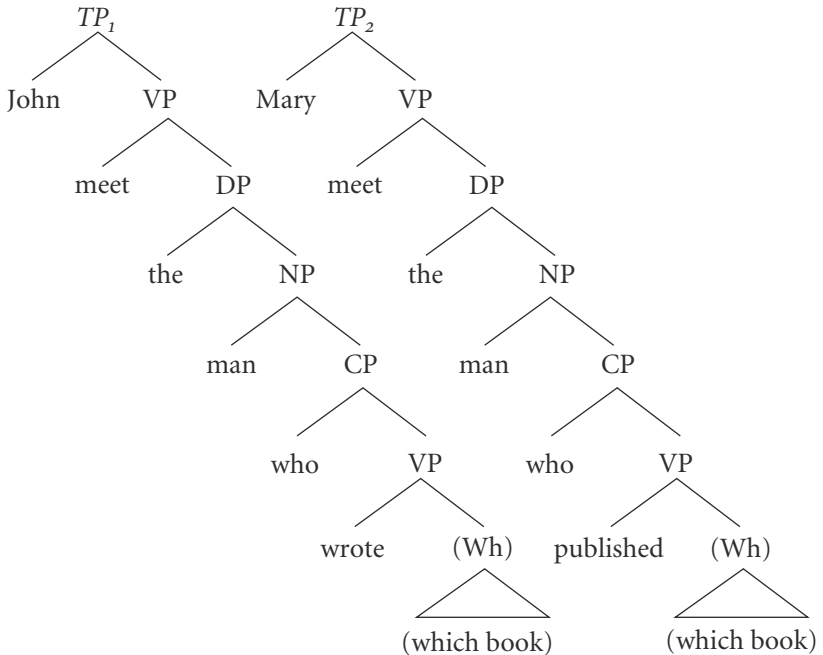 TP1 TP2
John VP Mary VP
meet DP meet DP
the NP the NP
man CP man CP
who VP who VP
wrote (Wh) published (Wh)
(which book) (which book)